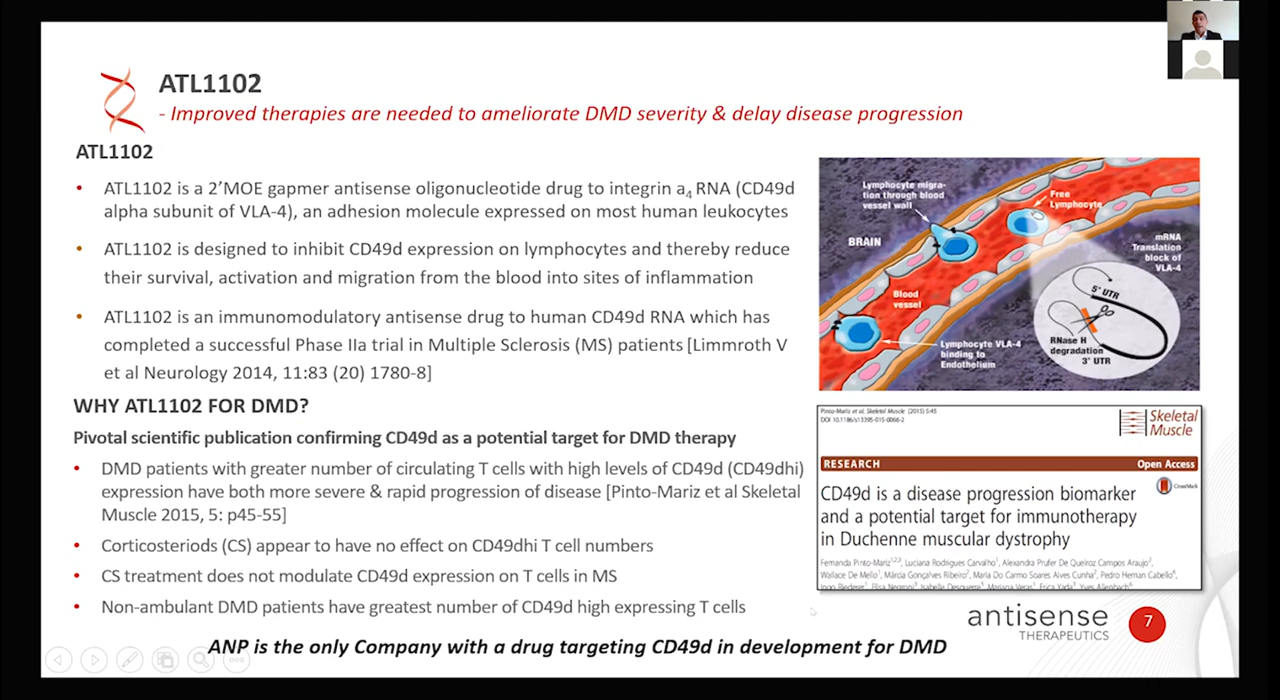 ATL1102
- Improved therapies are needed to ameliorate DMD severity & delay disease progression
ATL1102
• ATL1102 is a 2'MOE gapmer antisense oligonucleotide drug to integrin a4 RNA (CD49d
alpha subunit of VLA-4), an adhesion molecule expressed on most human leukocytes
• ATL1102 is designed to inhibit CD49d expression on lymphocytes and thereby reduce
their survival, activation and migration from the blood into sites of inflammation
• ATL1102 is an immunomodulatory antisense drug to human CD49d RNA which has
completed a successful Phase IIa trial in Multiple Sclerosis (MS) patients [Limmroth V
et al Neurology 2014, 11:83 (20) 1780-8]
WHY ATL1102 FOR DMD?
Pivotal scientific publication confirming CD49d as a potential target for DMD therapy
• DMD patients with greater number of circulating T cells with high levels of CD49d (CD49dhi)
expression have both more severe & rapid progression of disease [Pinto-Mariz et al Skeletal
Muscle 2015, 5: p45-55]
• Corticosteriods (CS) appear to have no effect on CD49dhi T cell numbers
• CS treatment does not modulate CD49d expression on T cells in MS
• Non-ambulant DMD patients have greatest number of CD49d high expressing T cells
ANP is the only Company with a drug targeting CD49d in development for DMD
Lymphocyte migra-
tion through blood
vessel wall
Free
Lymphocyte
BRAIN
mRNA
Translation
block of
VLA-4
Blood
vessel
5' UTR
RNase H
degradation
3' UTR
Lymphocyte VLA-4
binding to
Endothelium
Pinto-Mariz et al. Skeletal Muscle (2015) 5:45
DOI 10.1186/s13395-015-0066-2
Skeletal
Muscle
RESEARCH
Open Access
CrossMark
CD49d is a disease progression biomarker
and a potential target for immunotherapy
in Duchenne muscular dystrophy
Fernanda Pinto-Mariz, Luciana Rodrigues Carvalho, Alexandra Prufer De Queiroz Campos Araujo,
Wallace De Mello, Márcia Gonçalves Ribeiro, Maria Do Carmo Soares Alves Cunha, Pedro Hernan Cabello,
antisense
THERAPEUTICS
7